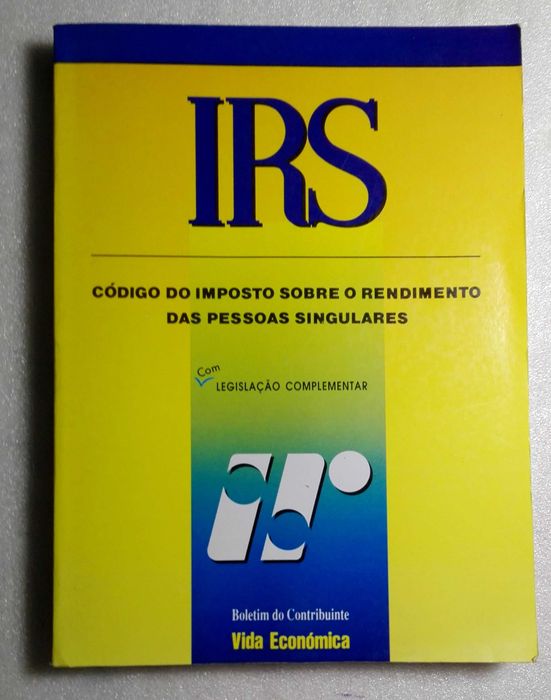 IRS
CÓDIGO DO IMPOSTO SOBRE O RENDIMENTO
DAS PESSOAS SINGULARES
Com
LEGISLAÇÃO COMPLEMENTAR
Boletim do Contribuinte
Vida Económica